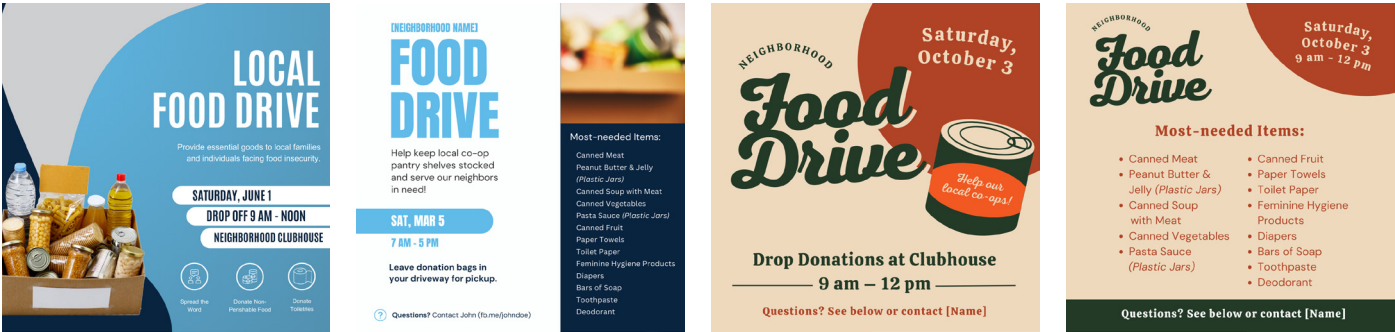 LOCAL
FOOD DRIVE
Provide essential goods to local families
and individuals facing food insecurity.
SATURDAY, JUNE 1
DROP OFF 9 AM - NOON
NEIGHBORHOOD CLUBHOUSE
Spread the
Word
Donate Non-
Perishable Food
Donate
Toiletries
[NEIGHBORHOOD NAME]
FOOD
DRIVE
Help keep local co-op
pantry shelves stocked
and serve our neighbors
in need!
SAT, MAR 5
7 AM - 5 PM
Leave donation bags in
your driveway for pickup.
? Questions? Contact John (fb.me/johndoe)
Most-needed Items:
Canned Meat
Peanut Butter & Jelly
(Plastic Jars)
Canned Soup with Meat
Canned Vegetables
Pasta Sauce (Plastic Jars)
Canned Fruit
Paper Towels
Toilet Paper
Feminine Hygiene Products
Diapers
Bars of Soap
Toothpaste
Deodorant
Saturday,
October 3
NEIGHBORHOOD
Food
Drive
Help our
local co-ops!
Drop Donations at Clubhouse
9 am – 12 pm
Questions? See below or contact [Name]
NEIGHBORHOOD
Food
Drive
Saturday,
October 3
9 am - 12 pm
Most-needed Items:
• Canned Meat
• Peanut Butter &
Jelly (Plastic Jars)
• Canned Soup
with Meat
• Canned Vegetables
• Pasta Sauce
(Plastic Jars)
• Canned Fruit
• Paper Towels
• Toilet Paper
• Feminine Hygiene
Products
• Diapers
• Bars of Soap
• Toothpaste
• Deodorant
Questions? See below or contact [Name]